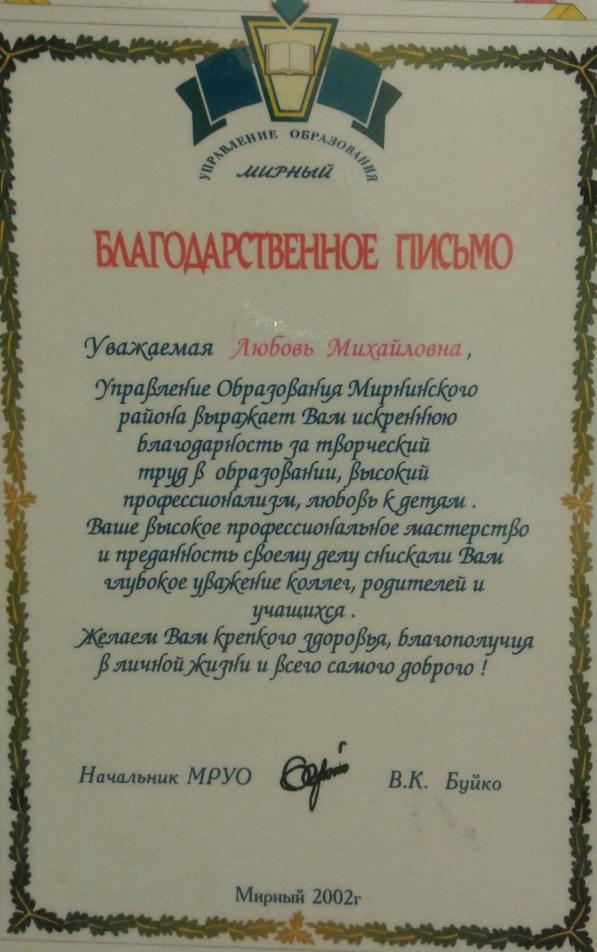 УПРАВЛЕНИЕ ОБРАЗОВАНИЯ
МИРНЫЙ
БЛАГОДАРСТВЕННОЕ ПИСЬМО
Уважаемая Любовь Михайловна,
Управление Образования Мирнинского
района выражает Вам искреннюю
благодарность за творческий
труд в образовании, высокий
профессионализм, любовь к детям .
Ваше высокое профессиональное мастерство
и преданность своему делу снискали Вам
глубокое уважение коллег, родителей и
учащихся .
Желаем Вам крепкого здоровья, благополучия
в личной жизни и всего самого доброго !
Начальник МРУО В.К. Буйко
Мирный 2002г